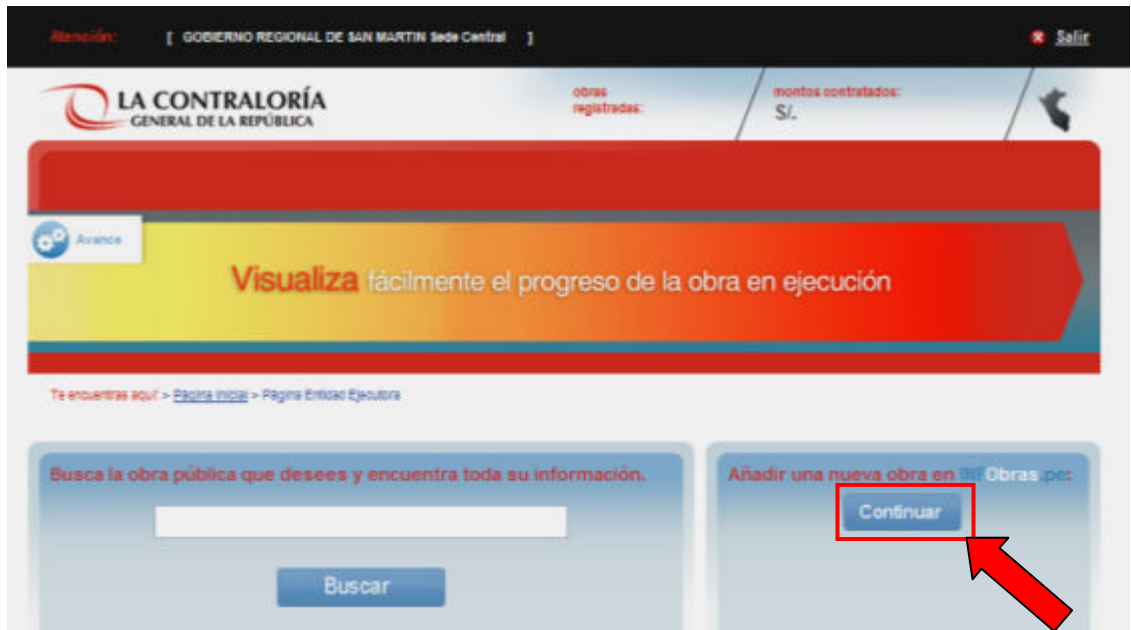 Atención: [ GOBIERNO REGIONAL DE SAN MARTIN Sede Central ] Salir
LA CONTRALORÍA
GENERAL DE LA REPÚBLICA
obras
registradas:
montos contratados:
S/.
Avance
Visualiza fácilmente el progreso de la obra en ejecución
Te encuentras aquí: > Página Inicial > Página Entidad Ejecutora
Busca la obra pública que desees y encuentra toda su información.
Buscar
Añadir una nueva obra en INFObras.pe:
Continuar